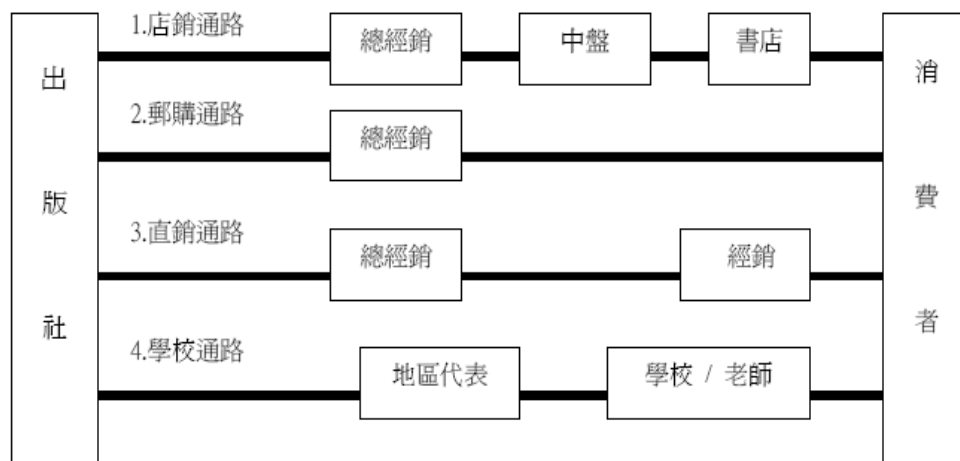 出版社
1.店銷通路
總經銷
中盤
書店
2.郵購通路
總經銷
3.直銷通路
總經銷
經銷
4.學校通路
地區代表
學校 / 老師
消費者